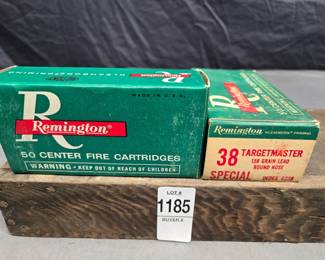 MADE IN U.S.A.
R
Remington®
50 CENTER FIRE CARTRIDGES
WARNING - KEEP OUT OF REACH OF CHILDREN
Remington
38 TARGETMASTER
158 GRAIN LEAD
ROUND NOSE
SPECIAL
LOT #
1185
BUYER #